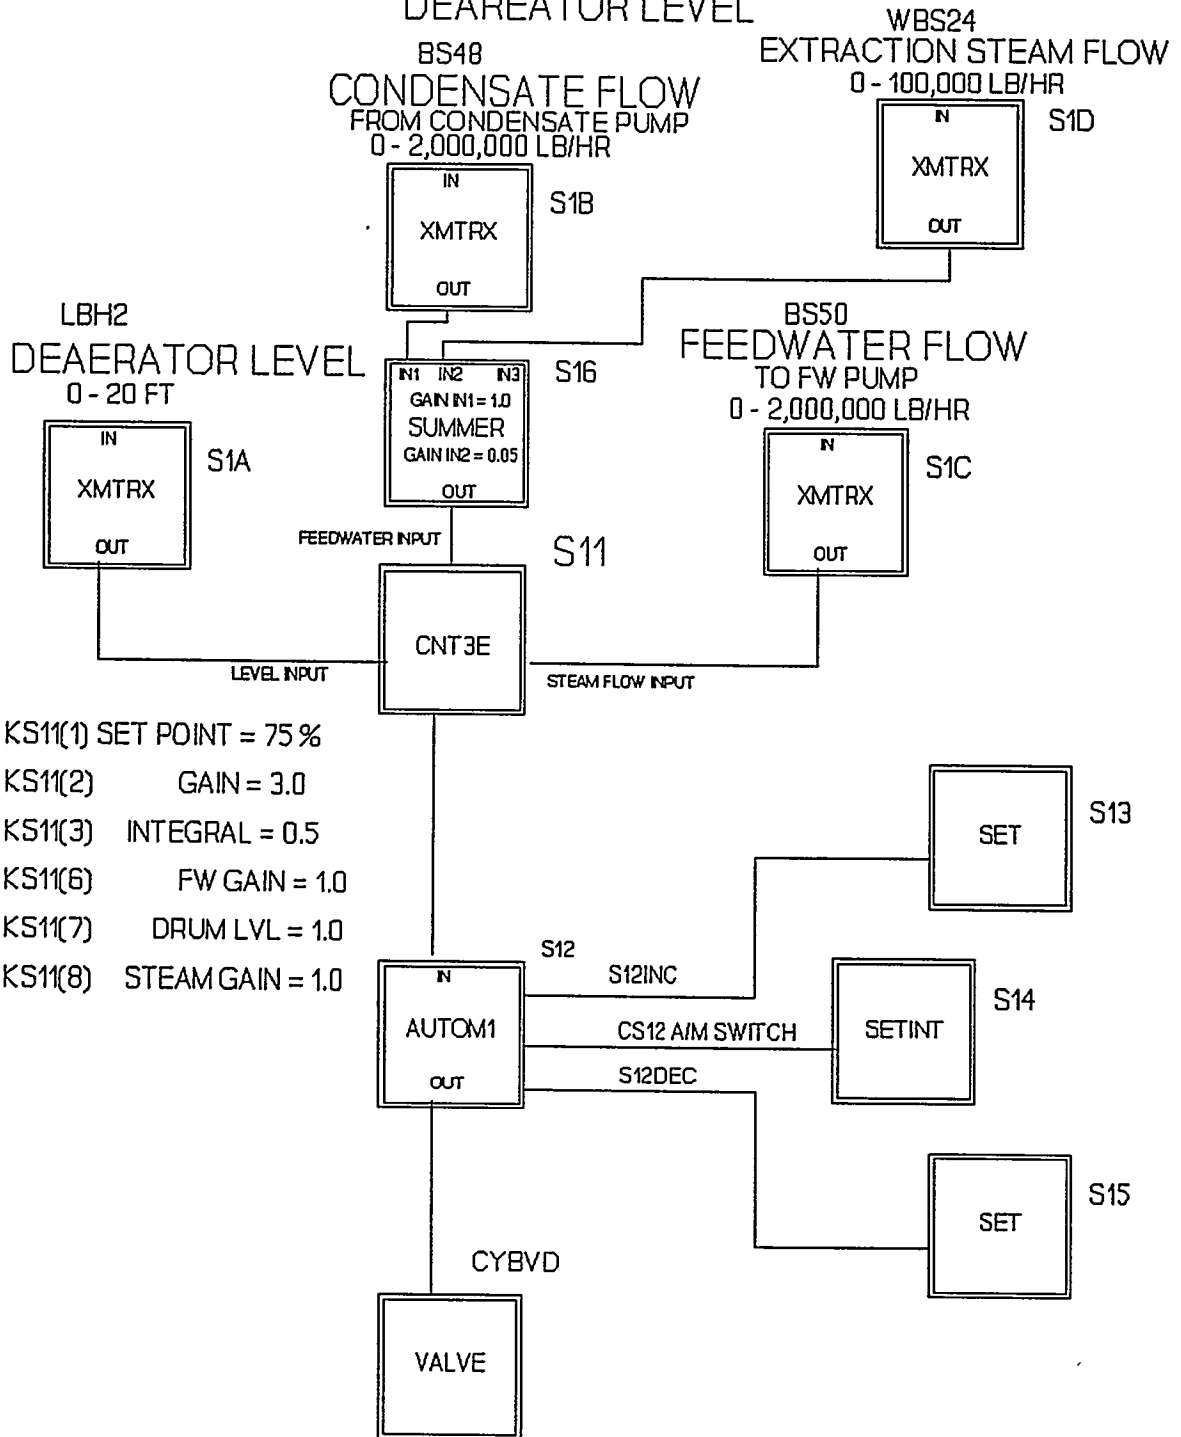 DEAREATOR LEVEL
WBS24
EXTRACTION STEAM FLOW
0 - 100,000 LB/HR
BS48
CONDENSATE FLOW
FROM CONDENSATE PUMP
0 - 2,000,000 LB/HR
IN
XMTRX
OUT
S1D
IN
XMTRX
OUT
S1B
LBH2
DEAERATOR LEVEL
0 - 20 FT
BS50
FEEDWATER FLOW
TO FW PUMP
0 - 2,000,000 LB/HR
IN1 IN2 IN3
GAIN IN1 = 1.0
SUMMER
GAIN IN2 = 0.05
OUT
S16
IN
XMTRX
OUT
S1A
IN
XMTRX
OUT
S1C
FEEDWATER INPUT
S11
CNT3E
LEVEL INPUT
STEAM FLOW INPUT
KS11(1) SET POINT = 75 %
KS11(2) GAIN = 3.0
KS11(3) INTEGRAL = 0.5
KS11(6) FW GAIN = 1.0
KS11(7) DRUM LVL = 1.0
KS11(8) STEAM GAIN = 1.0
SET
S13
S12
IN
AUTOM1
OUT
S12INC
CS12 A/M SWITCH
S12DEC
SETINT
S14
SET
S15
CYBVD
VALVE